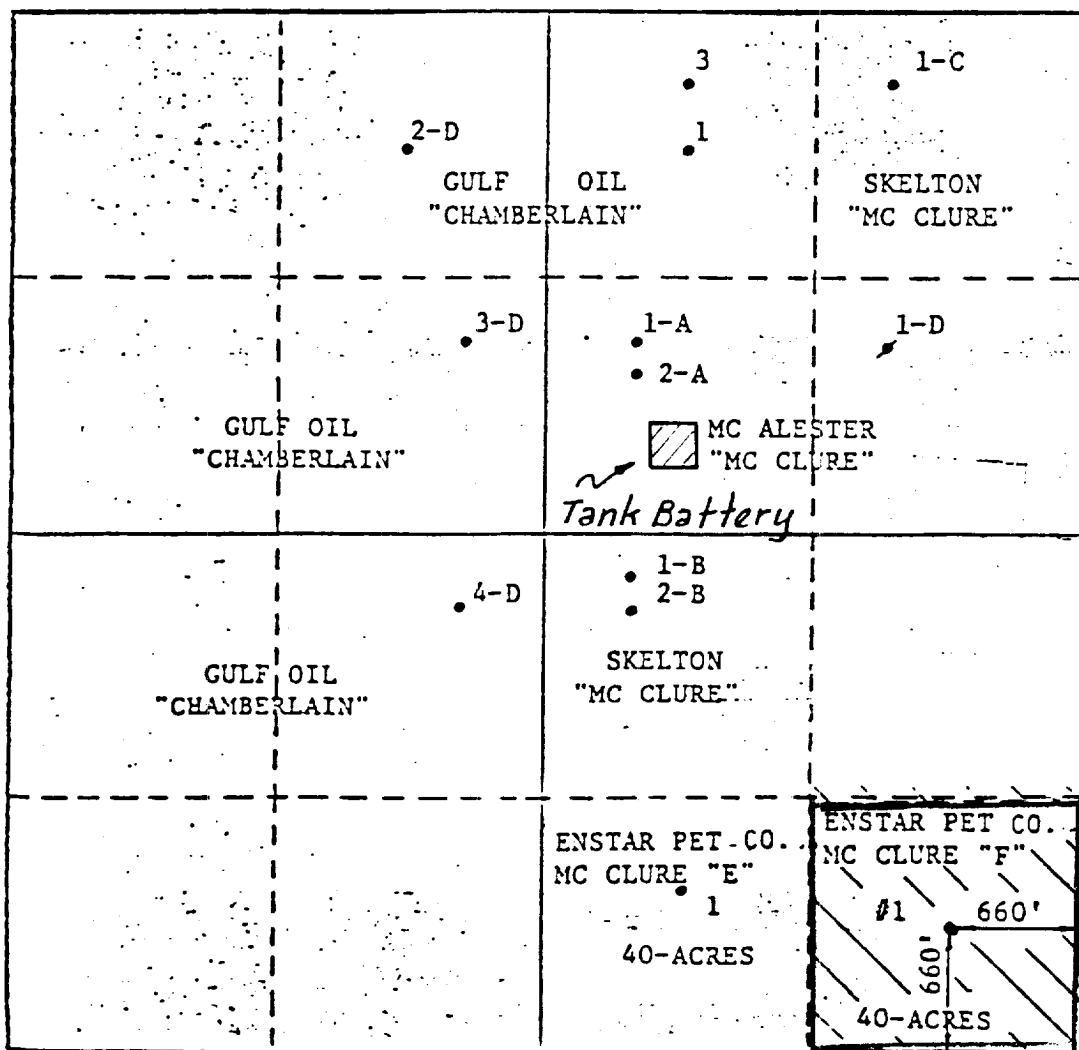 3
1-C
2-D
1
GULF OIL
"CHAMBERLAIN"
SKELTON
"MC CLURE"
3-D
1-A
1-D
2-A
GULF OIL
"CHAMBERLAIN"
MC ALESTER
"MC CLURE"
Tank Battery
1-B
4-D
2-B
GULF OIL
"CHAMBERLAIN"
SKELTON
"MC CLURE"
ENSTAR PET. CO.
MC CLURE "E"
1
40-ACRES
ENSTAR PET CO.
MC CLURE "F"
#1
660'
660'
40-ACRES